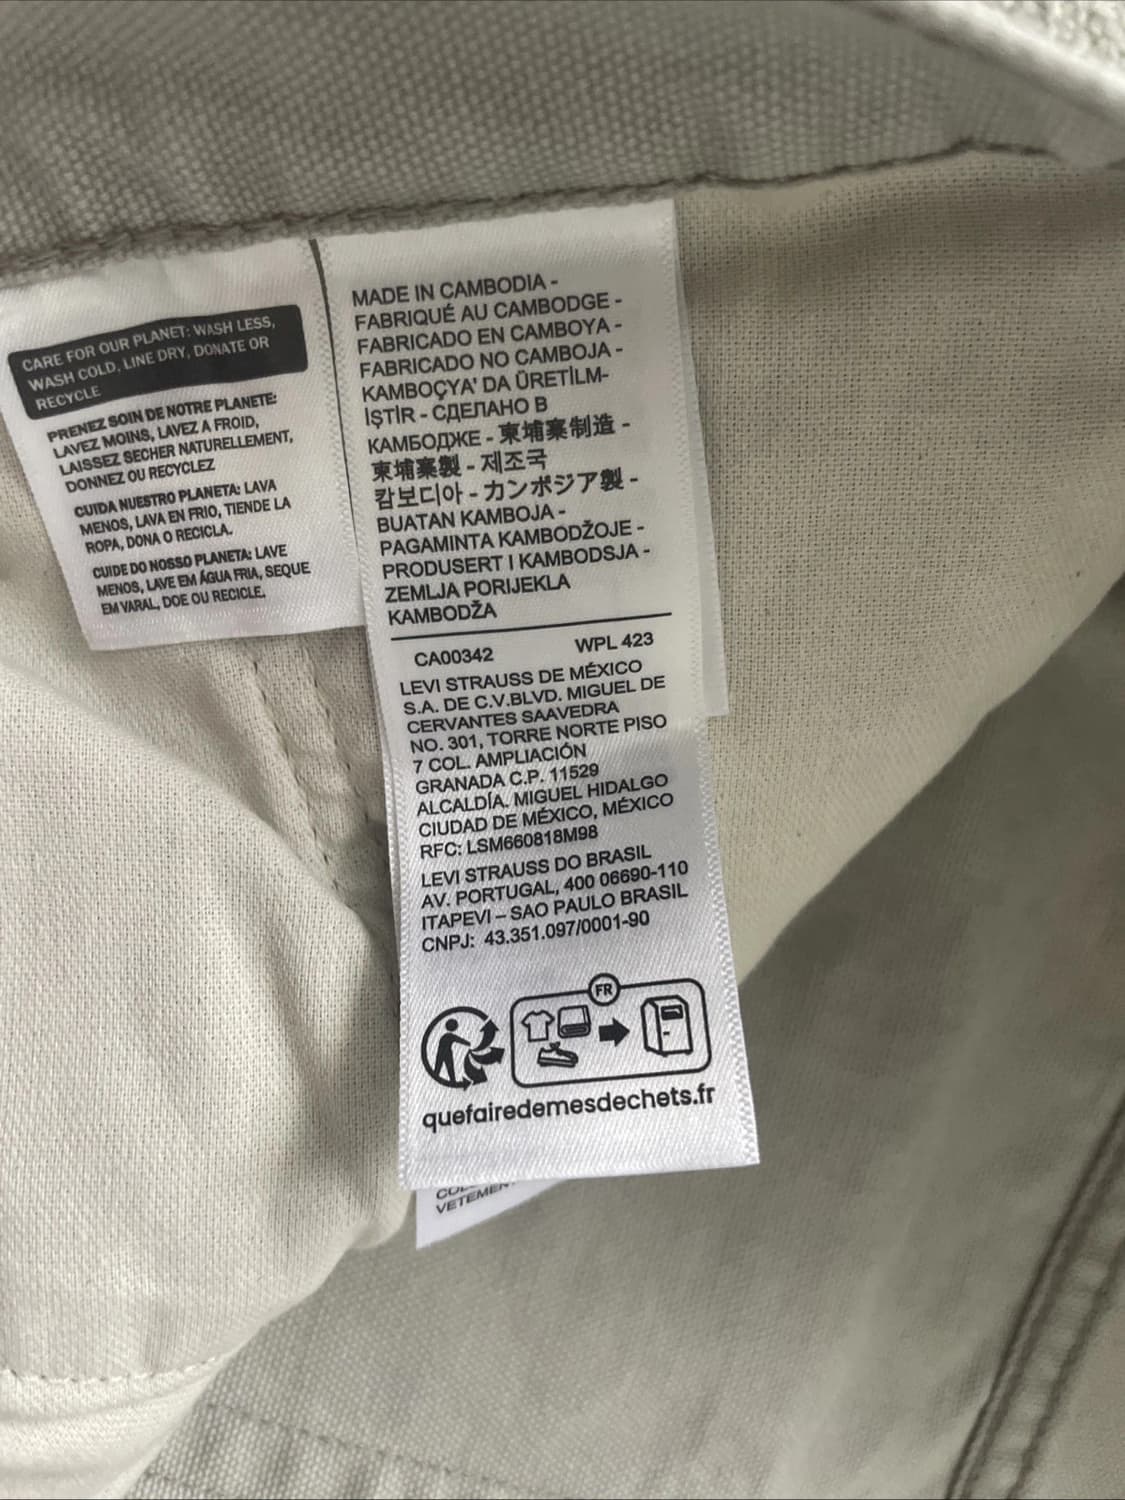 CARE FOR OUR PLANET: WASH LESS,
WASH COLD, LINE DRY, DONATE OR
RECYCLE
PRENEZ SOIN DE NOTRE PLANETE:
LAVEZ MOINS, LAVEZ A FROID,
LAISSEZ SECHER NATURELLEMENT,
DONNEZ OU RECYCLEZ
CUIDA NUESTRO PLANETA: LAVA
MENOS, LAVA EN FRIO, TIENDE LA
ROPA, DONA O RECICLA.
CUIDE DO NOSSO PLANETA: LAVE
MENOS, LAVE EM ÁGUA FRIA, SEQUE
EM VARAL, DOE OU RECICLE.
MADE IN CAMBODIA -
FABRIQUÉ AU CAMBODGE -
FABRICADO EN CAMBOYA -
FABRICADO NO CAMBOJA -
KAMBOÇYA' DA ÜRETİLM-
İŞTİR - СДЕЛАНО В
КАМБОДЖЕ - 柬埔寨制造 -
柬埔寨製 - 제조국
캄보디아 - カンボジア製 -
BUATAN KAMBOJA -
PAGAMINTA KAMBODŽOJE -
PRODUSERT I KAMBODSJA -
ZEMLJA PORIJEKLA
KAMBODŽA
CA00342 WPL 423
LEVI STRAUSS DE MÉXICO
S.A. DE C.V.BLVD. MIGUEL DE
CERVANTES SAAVEDRA
NO. 301, TORRE NORTE PISO
7 COL. AMPLIACIÓN
GRANADA C.P. 11529
ALCALDÍA. MIGUEL HIDALGO
CIUDAD DE MÉXICO, MÉXICO
RFC: LSM660818M98
LEVI STRAUSS DO BRASIL
AV. PORTUGAL, 400 06690-110
ITAPEVI – SAO PAULO BRASIL
CNPJ: 43.351.097/0001-90
FR
quefairedemesdechets.fr